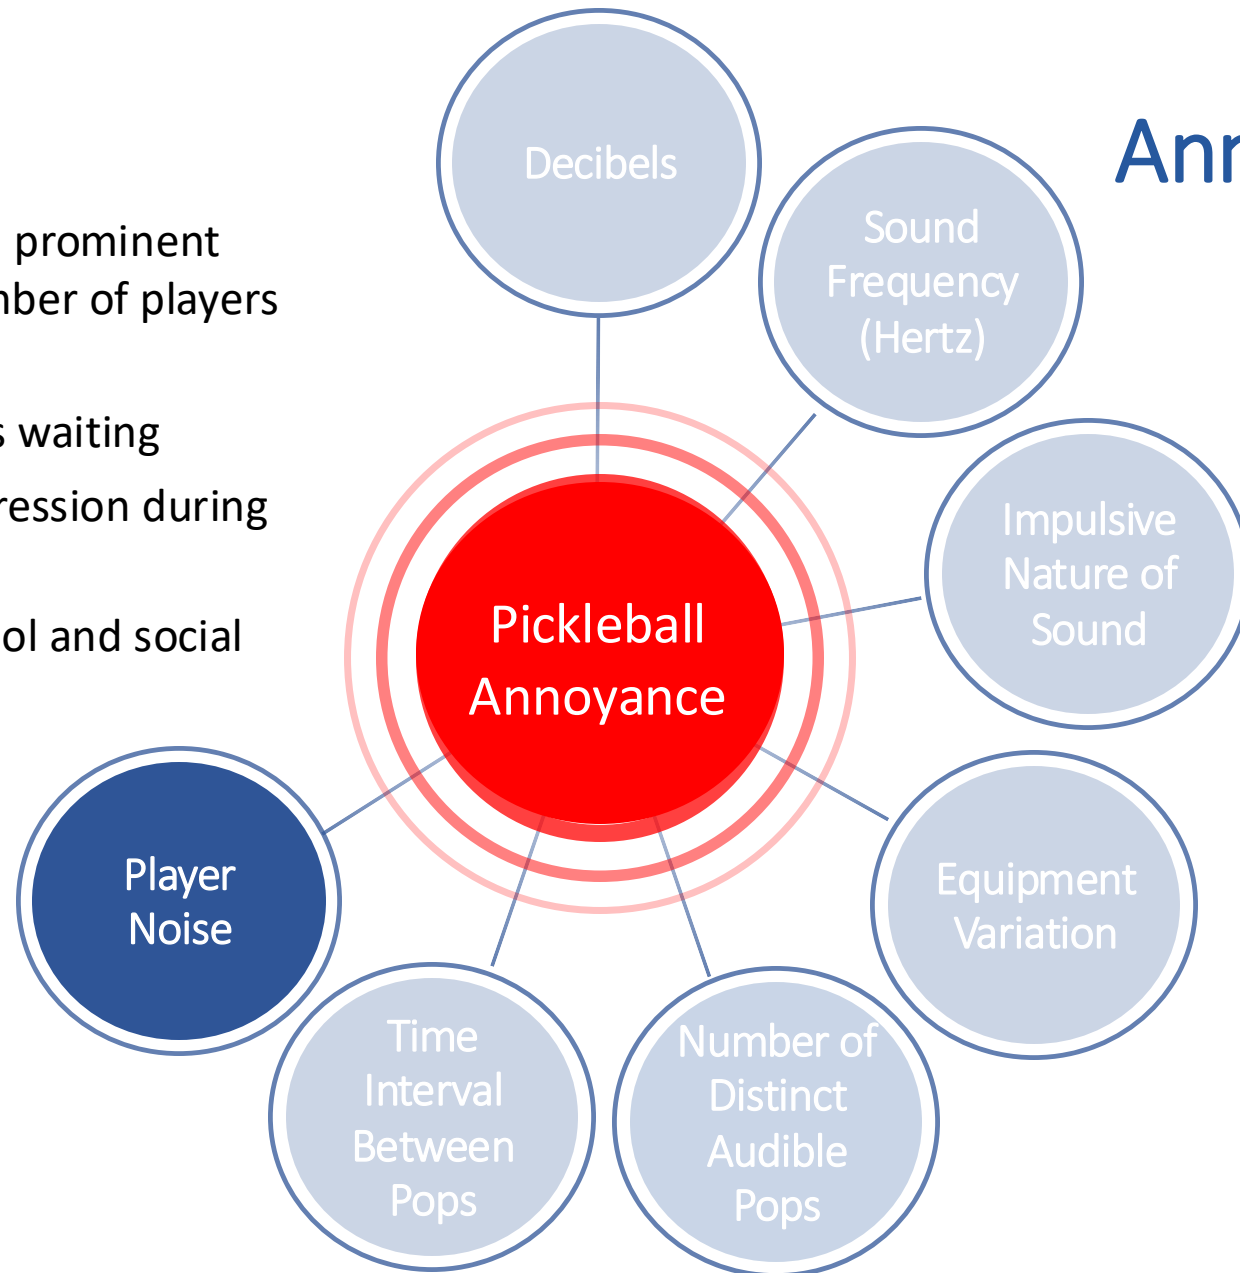 Ann
prominent
nber of players
s waiting
ression during
ol and social
Decibels
Sound
Frequency
(Hertz)
Impulsive
Nature of
Sound
Pickleball
Annoyance
Equipment
Variation
Number of
Distinct
Audible
Pops
Time
Interval
Between
Pops
Player
Noise